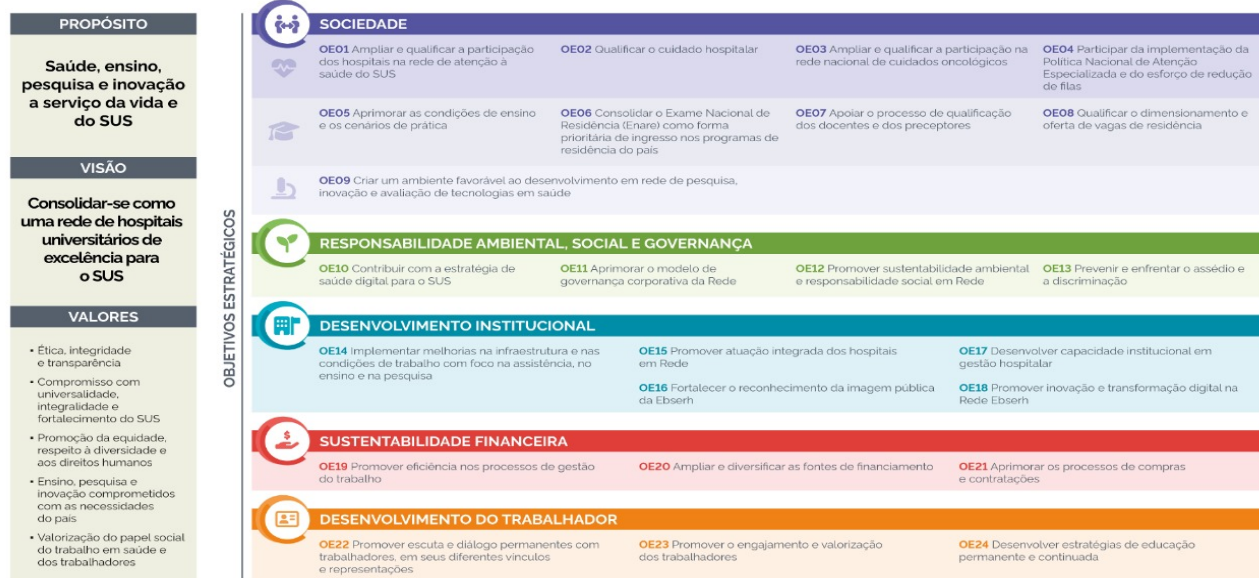 PROPÓSITO
Saúde, ensino,
pesquisa e inovação
a serviço da vida e
do SUS
VISÃO
Consolidar-se como
uma rede de hospitais
universitários de
excelência para
o SUS
VALORES
• Ética, integridade
e transparência
• Compromisso com
universalidade,
integralidade e
fortalecimento do SUS
• Promoção da equidade,
respeito à diversidade e
aos direitos humanos
• Ensino, pesquisa e
inovação comprometidos
com as necessidades
do país
• Valorização do papel social
do trabalho em saúde e
dos trabalhadores
OBJETIVOS ESTRATÉGICOS
SOCIEDADE
OE01 Ampliar e qualificar a participação
dos hospitais na rede de atenção à
saúde do SUS
OE02 Qualificar o cuidado hospitalar
OE03 Ampliar e qualificar a participação na
rede nacional de cuidados oncológicos
OE04 Participar da implementação da
Política Nacional de Atenção
Especializada e do esforço de redução
de filas
OE05 Aprimorar as condições de ensino
e os cenários de prática
OE06 Consolidar o Exame Nacional de
Residência (Enare) como forma
prioritária de ingresso nos programas de
residência do país
OE07 Apoiar o processo de qualificação
dos docentes e dos preceptores
OE08 Qualificar o dimensionamento e
oferta de vagas de residência
OE09 Criar um ambiente favorável ao desenvolvimento em rede de pesquisa,
inovação e avaliação de tecnologias em saúde
RESPONSABILIDADE AMBIENTAL, SOCIAL E GOVERNANÇA
OE10 Contribuir com a estratégia de
saúde digital para o SUS
OE11 Aprimorar o modelo de
governança corporativa da Rede
OE12 Promover sustentabilidade ambiental
e responsabilidade social em Rede
OE13 Prevenir e enfrentar o assédio e
a discriminação
DESENVOLVIMENTO INSTITUCIONAL
OE14 Implementar melhorias na infraestrutura e nas
condições de trabalho com foco na assistência, no
ensino e na pesquisa
OE15 Promover atuação integrada dos hospitais
em Rede
OE16 Fortalecer o reconhecimento da imagem pública
da Ebserh
OE17 Desenvolver capacidade institucional em
gestão hospitalar
OE18 Promover inovação e transformação digital na
Rede Ebserh
SUSTENTABILIDADE FINANCEIRA
OE19 Promover eficiência nos processos de gestão
do trabalho
OE20 Ampliar e diversificar as fontes de financiamento
OE21 Aprimorar os processos de compras
e contratações
DESENVOLVIMENTO DO TRABALHADOR
OE22 Promover escuta e diálogo permanentes com
trabalhadores, em seus diferentes vínculos
e representações
OE23 Promover o engajamento e valorização
dos trabalhadores
OE24 Desenvolver estratégias de educação
permanente e continuada